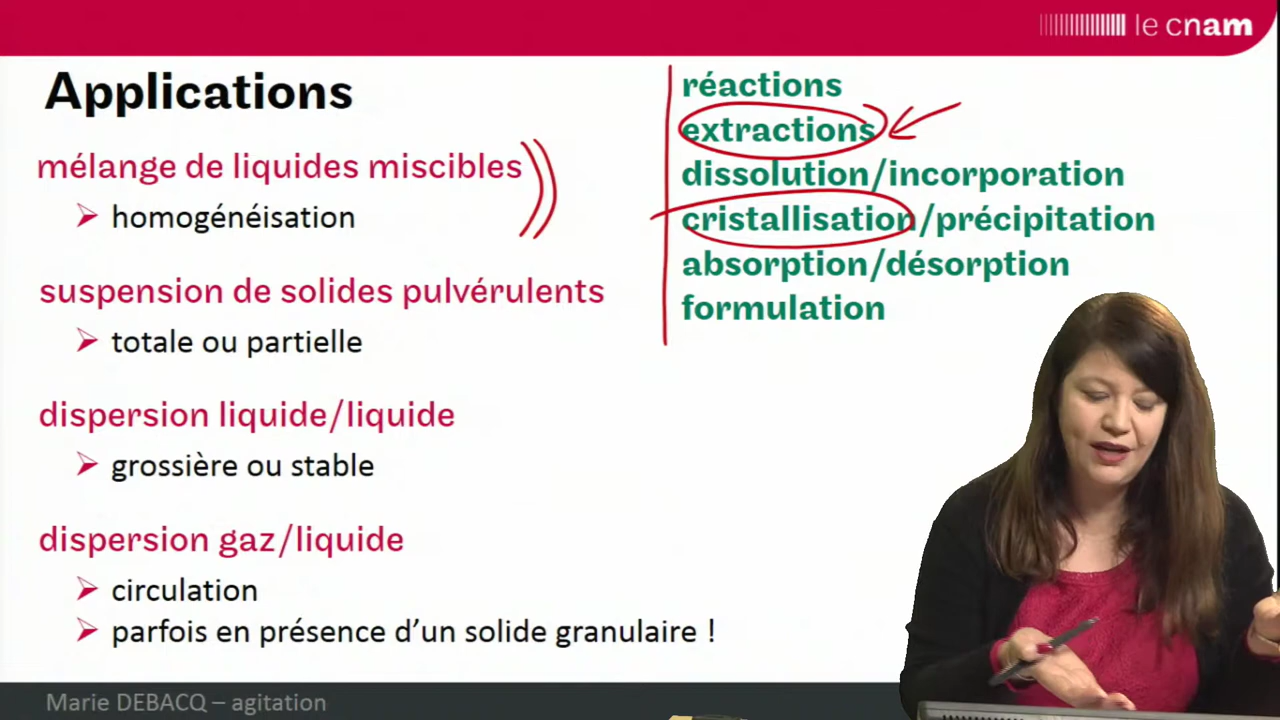 le cnam
Applications
mélange de liquides miscibles
homogénéisation
suspension de solides pulvérulents
totale ou partielle
dispersion liquide/liquide
grossière ou stable
dispersion gaz/liquide
circulation
parfois en présence d’un solide granulaire !
réactions
extractions
dissolution/incorporation
cristallisation/précipitation
absorption/désorption
formulation
Marie DEBACQ – agitation